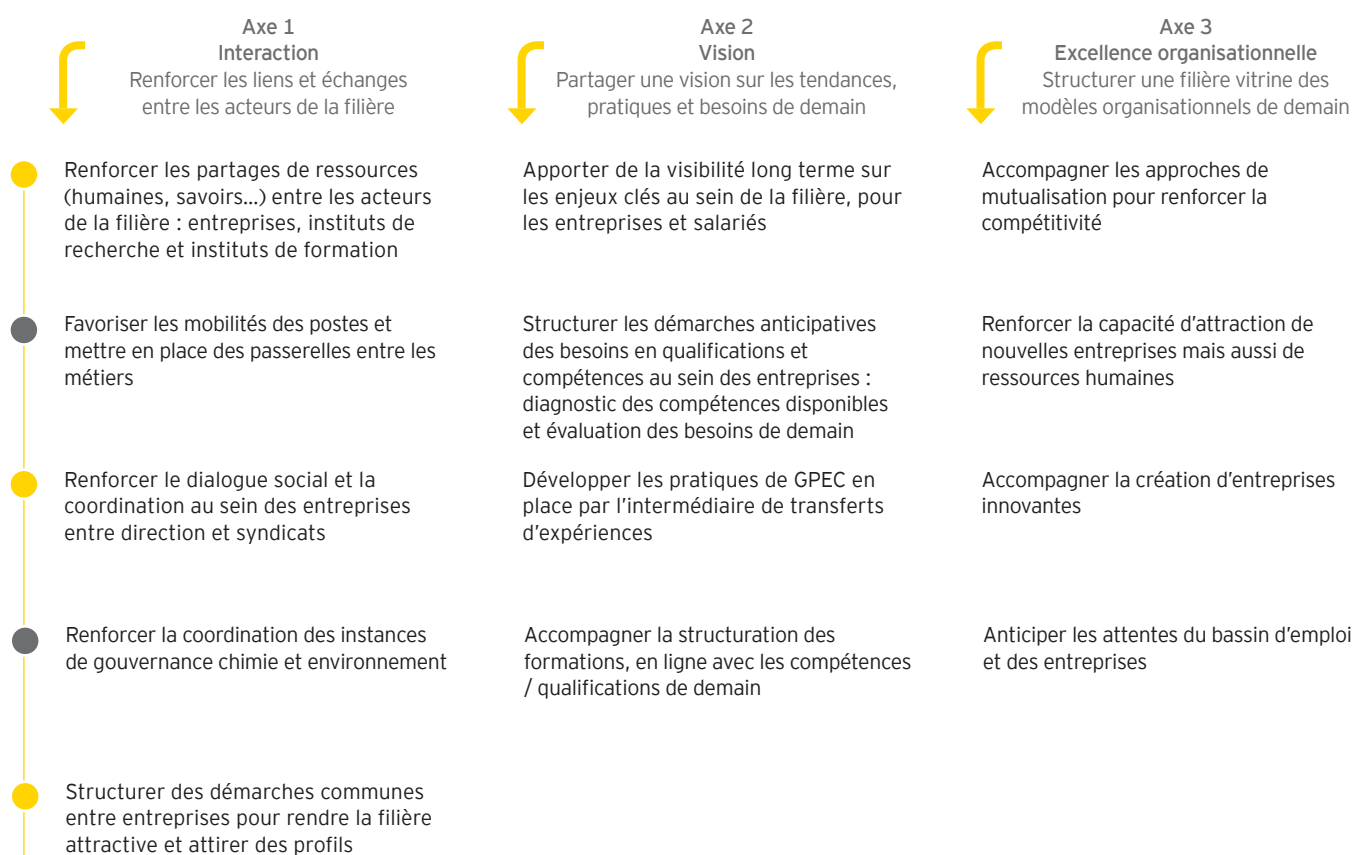 Axe 1
Interaction
Renforcer les liens et échanges
entre les acteurs de la filière
Axe 2
Vision
Partager une vision sur les tendances,
pratiques et besoins de demain
Axe 3
Excellence organisationnelle
Structurer une filière vitrine des
modèles organisationnels de demain
Renforcer les partages de ressources
(humaines, savoirs…) entre les acteurs
de la filière : entreprises, instituts de
recherche et instituts de formation
Apporter de la visibilité long terme sur
les enjeux clés au sein de la filière, pour
les entreprises et salariés
Accompagner les approches de
mutualisation pour renforcer la
compétitivité
Favoriser les mobilités des postes et
mettre en place des passerelles entre les
métiers
Structurer les démarches anticipatives
des besoins en qualifications et
compétences au sein des entreprises :
diagnostic des compétences disponibles
et évaluation des besoins de demain
Renforcer la capacité d'attraction de
nouvelles entreprises mais aussi de
ressources humaines
Renforcer le dialogue social et la
coordination au sein des entreprises
entre direction et syndicats
Développer les pratiques de GPEC en
place par l'intermédiaire de transferts
d'expériences
Accompagner la création d'entreprises
innovantes
Renforcer la coordination des instances
de gouvernance chimie et environnement
Accompagner la structuration des
formations, en ligne avec les compétences
/ qualifications de demain
Anticiper les attentes du bassin d'emploi
et des entreprises
Structurer des démarches communes
entre entreprises pour rendre la filière
attractive et attirer des profils